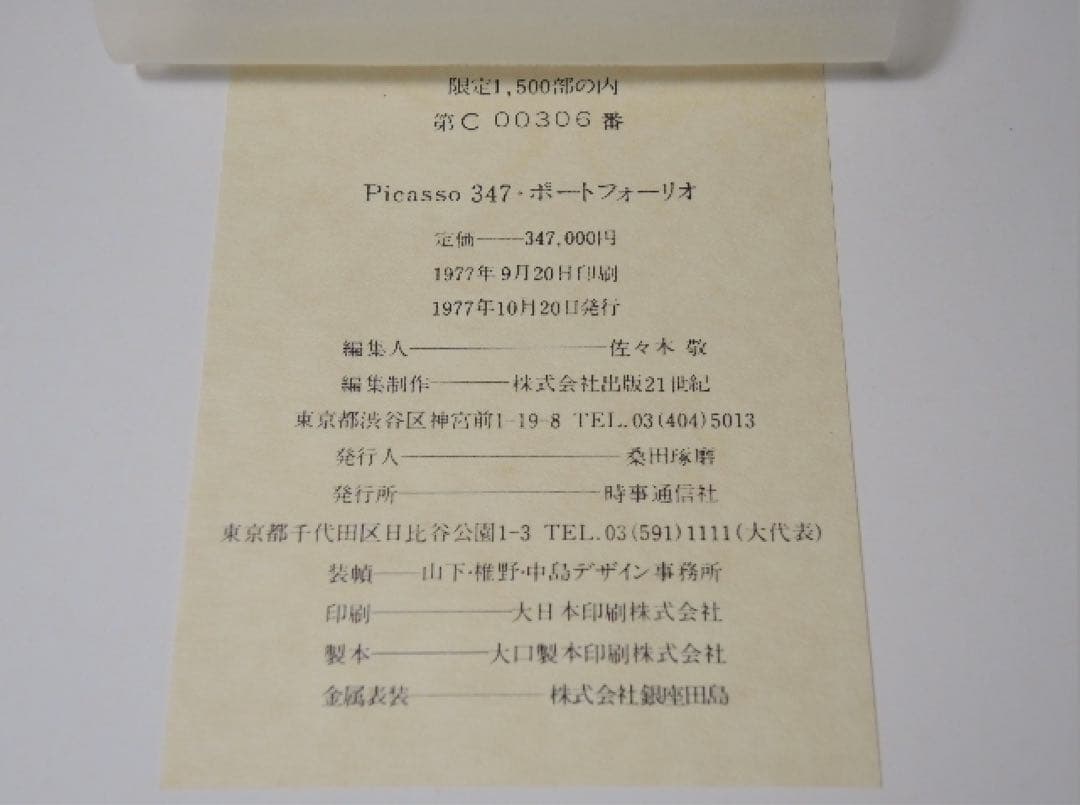 限定1,500部の内
第C 00306 番
Picasso 347・ポートフォーリオ
定価——347,000円
1977年9月20日印刷
1977年10月20日発行
編集人————————佐々木 敬
編集制作———株式会社出版21世紀
東京都渋谷区神宮前1-19-8 TEL.03(404)5013
発行人—————————桑田琢磨
発行所————————時事通信社
東京都千代田区日比谷公園1-3 TEL.03(591)1111(大代表)
装幀——山下・椎野・中島デザイン事務所
印刷——————大日本印刷株式会社
製本—————大口製本印刷株式会社
金属表装——————株式会社銀座田島